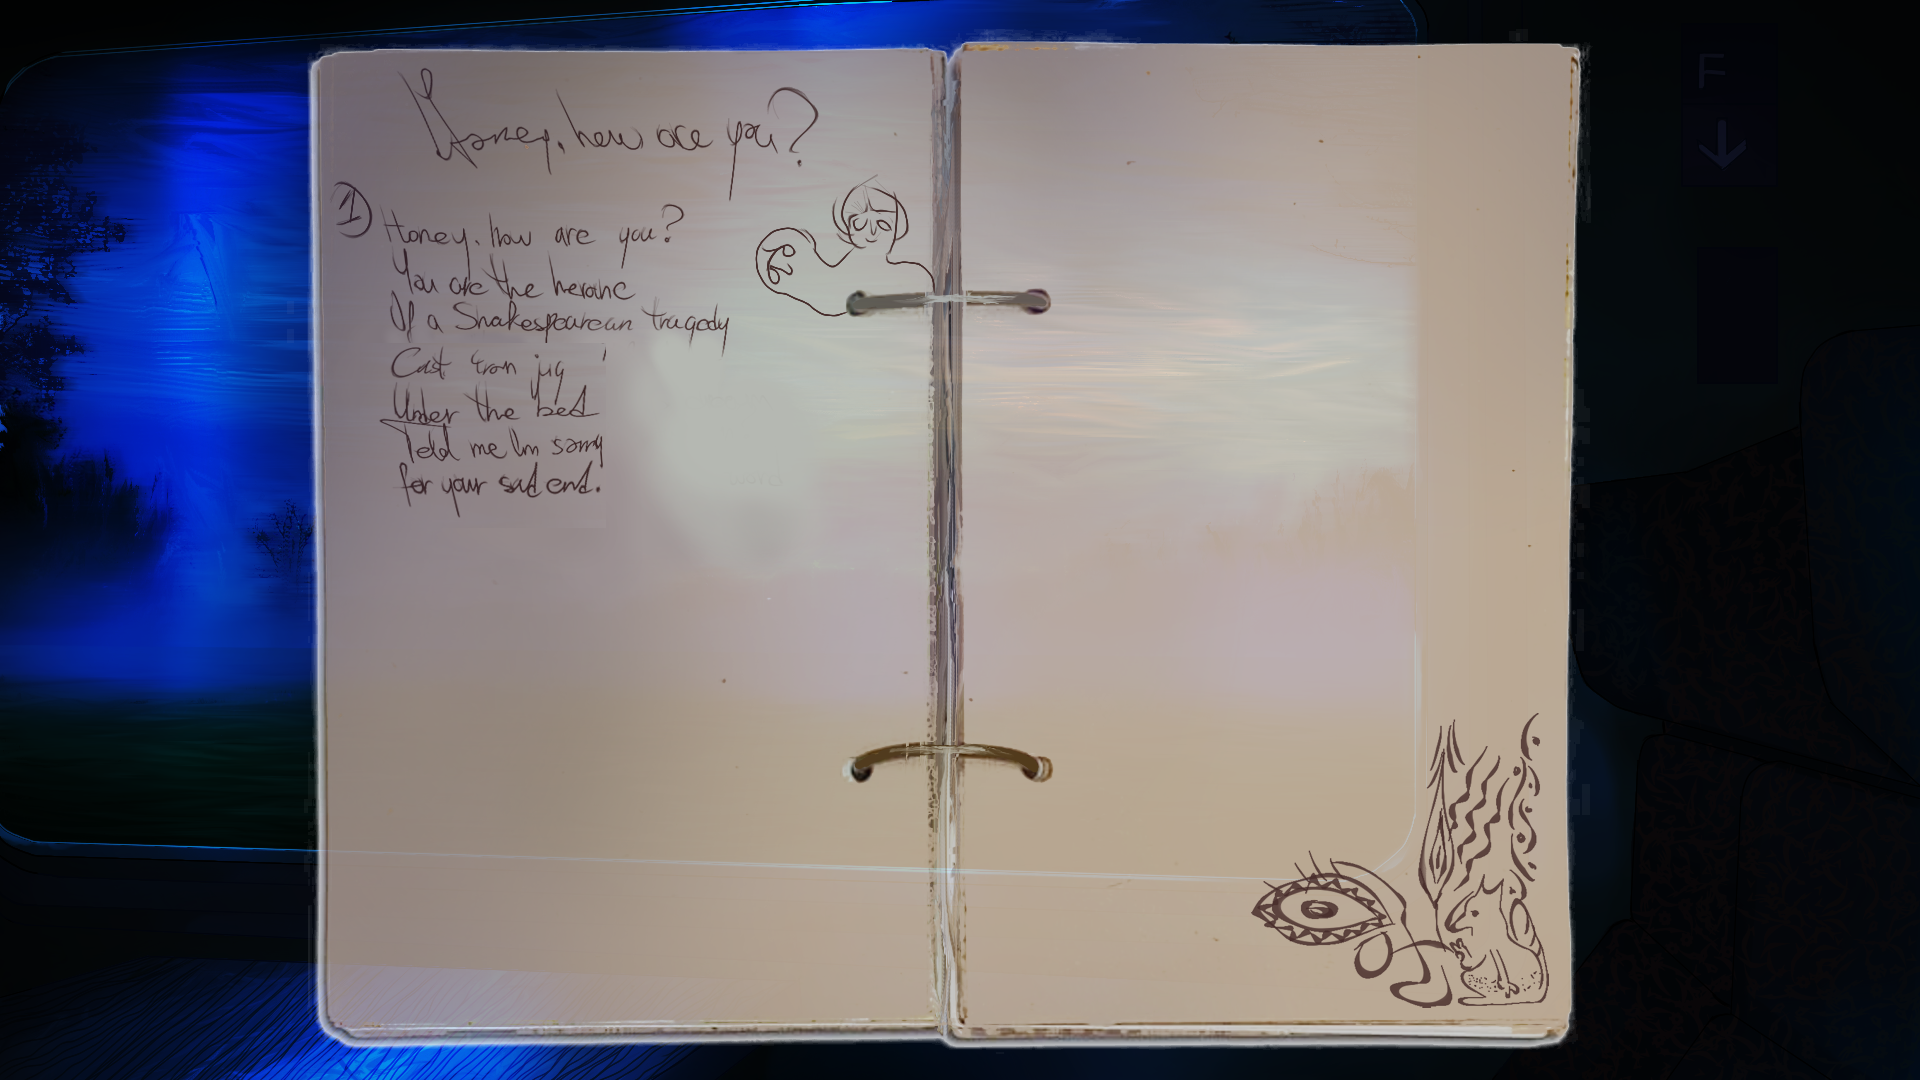 Honey, how are you?
1
Honey, how are you?
You are the heroine
Of a Shakespearean tragedy
Cast iron jug
Under the bed
Told me I'm sorry
for your sad end.
F